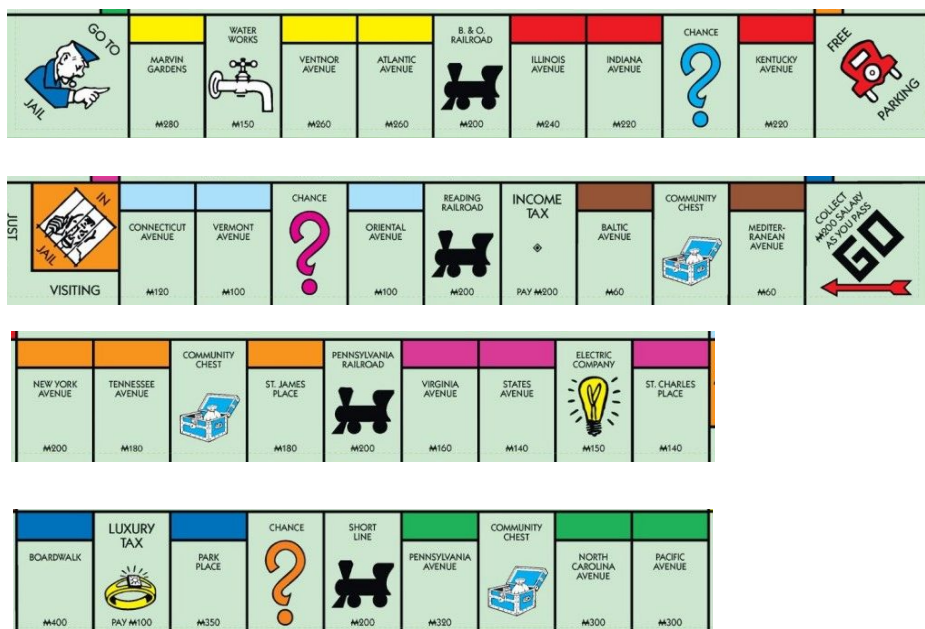 GO TO
JAIL
MARVIN
GARDENS
M280
WATER
WORKS
M150
VENTNOR
AVENUE
M260
ATLANTIC
AVENUE
M260
B. & O.
RAILROAD
M200
ILLINOIS
AVENUE
M240
INDIANA
AVENUE
M220
CHANCE
?
KENTUCKY
AVENUE
M220
FREE
PARKING
JUST
VISITING
IN
JAIL
CONNECTICUT
AVENUE
M120
VERMONT
AVENUE
M100
CHANCE
?
ORIENTAL
AVENUE
M100
READING
RAILROAD
M200
INCOME
TAX
PAY M200
BALTIC
AVENUE
M60
COMMUNITY
CHEST
MEDITER-
RANEAN
AVENUE
M60
COLLECT
M200 SALARY
AS YOU PASS
GO
NEW YORK
AVENUE
M200
TENNESSEE
AVENUE
M180
COMMUNITY
CHEST
ST. JAMES
PLACE
M180
PENNSYLVANIA
RAILROAD
M200
VIRGINIA
AVENUE
M160
STATES
AVENUE
M140
ELECTRIC
COMPANY
M150
ST. CHARLES
PLACE
M140
BOARDWALK
M400
LUXURY
TAX
PAY M100
PARK
PLACE
M350
CHANCE
?
SHORT
LINE
M200
PENNSYLVANIA
AVENUE
M320
COMMUNITY
CHEST
NORTH
CAROLINA
AVENUE
M300
PACIFIC
AVENUE
M300